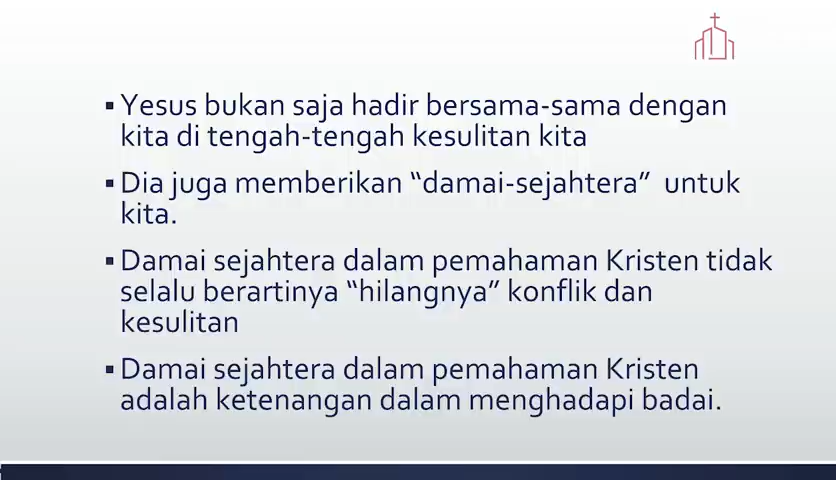 ▪ Yesus bukan saja hadir bersama-sama dengan
kita di tengah-tengah kesulitan kita
▪ Dia juga memberikan “damai-sejahtera” untuk
kita.
▪ Damai sejahtera dalam pemahaman Kristen tidak
selalu berartinya “hilangnya” konflik dan
kesulitan
▪ Damai sejahtera dalam pemahaman Kristen
adalah ketenangan dalam menghadapi badai.